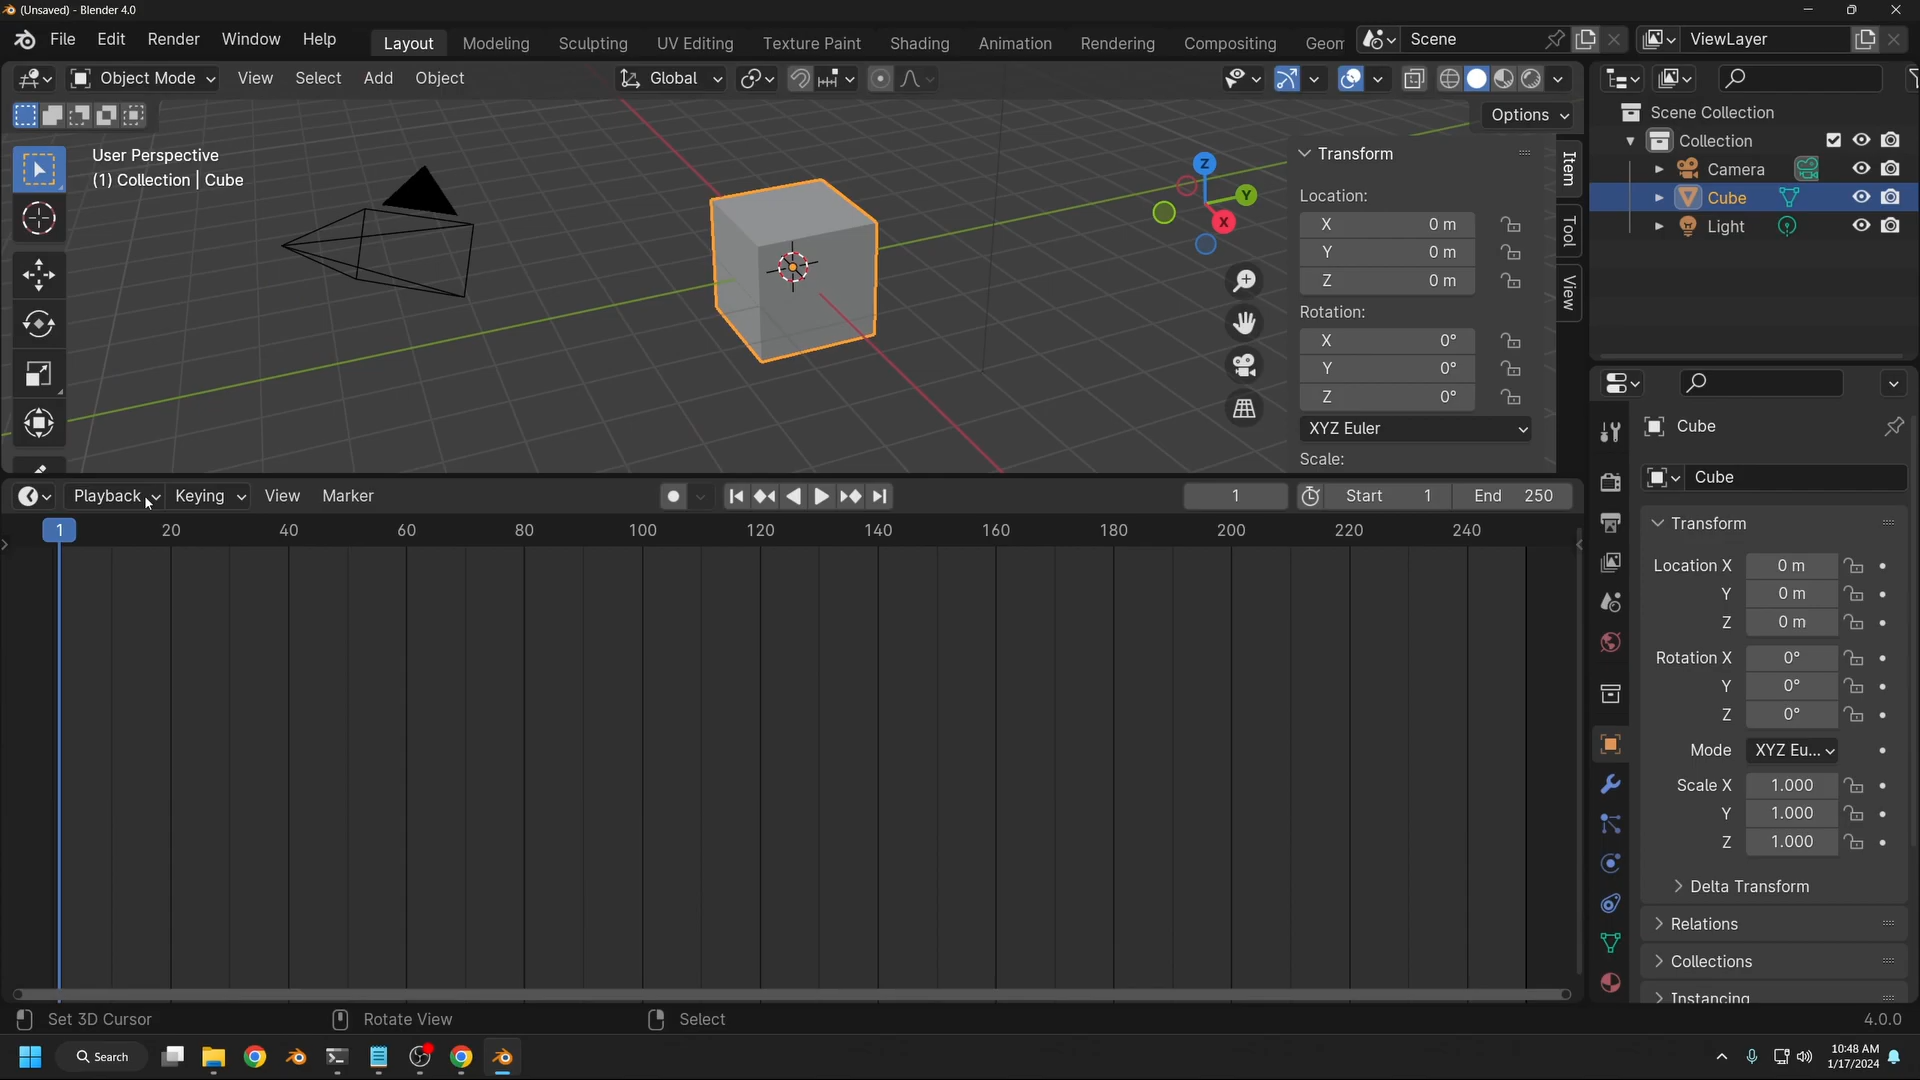 (Unsaved) - Blender 4.0
File Edit Render Window Help Layout Modeling Sculpting UV Editing Texture Paint Shading Animation Rendering Compositing Geom Scene ViewLayer
Object Mode View Select Add Object Global
Options
User Perspective
(1) Collection | Cube
Z
Y
X
Transform
Location:
X 0 m
Y 0 m
Z 0 m
Rotation:
X 0°
Y 0°
Z 0°
XYZ Euler
Scale:
Item
Tool
View
Scene Collection
Collection
Camera
Cube
Light
Playback Keying View Marker 1 Start 1 End 250
1 20 40 60 80 100 120 140 160 180 200 220 240
Cube
Cube
Transform
Location X 0 m
Y 0 m
Z 0 m
Rotation X 0°
Y 0°
Z 0°
Mode XYZ Eu...
Scale X 1.000
Y 1.000
Z 1.000
Delta Transform
Relations
Collections
Instancing
Set 3D Cursor Rotate View Select 4.0.0
Search
10:48 AM
1/17/2024